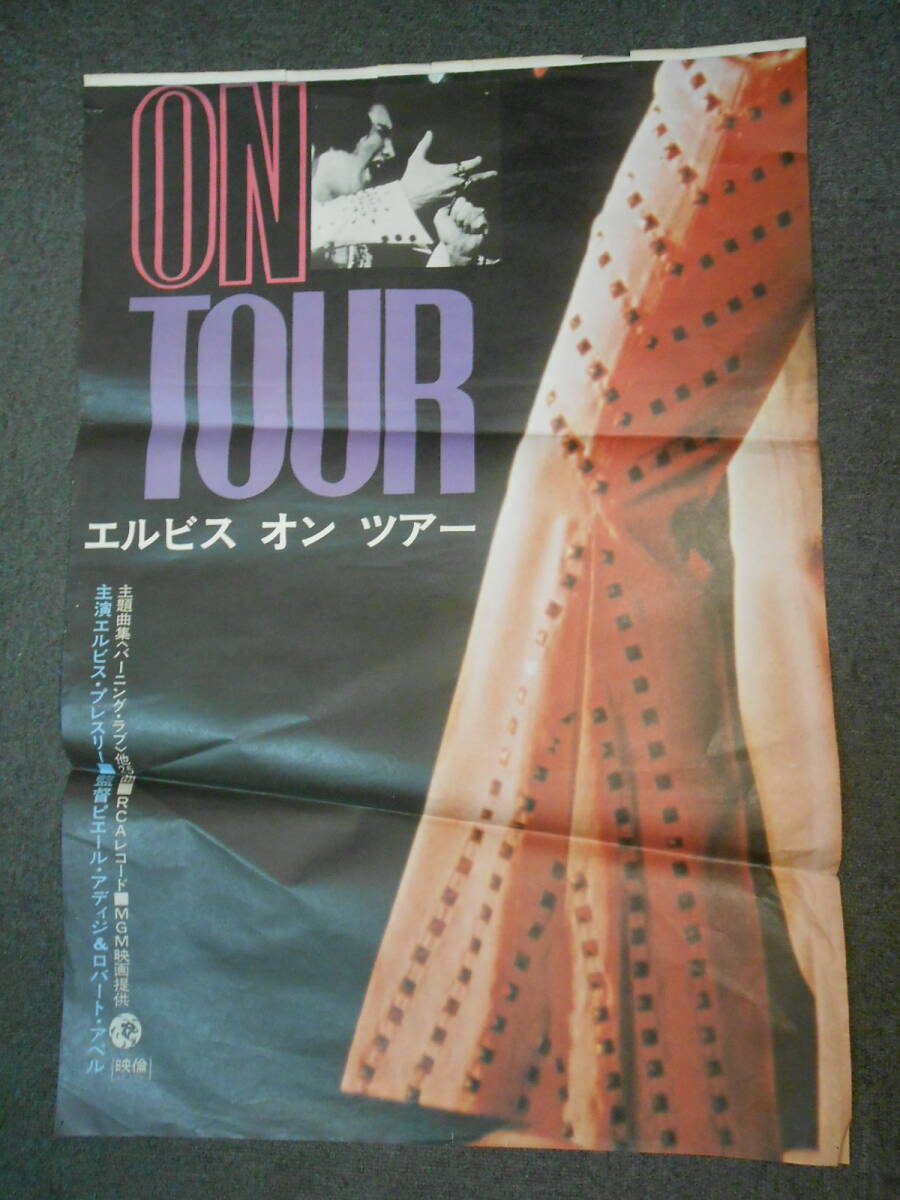 ON
TOUR
エルビス オン ツアー
主題曲集〈バーニング・ラブ〉他25曲■RCAレコード■MGM映画提供
主演エルビス・プレスリー■監督ピエール・アディジ&ロバート・アベル
映倫